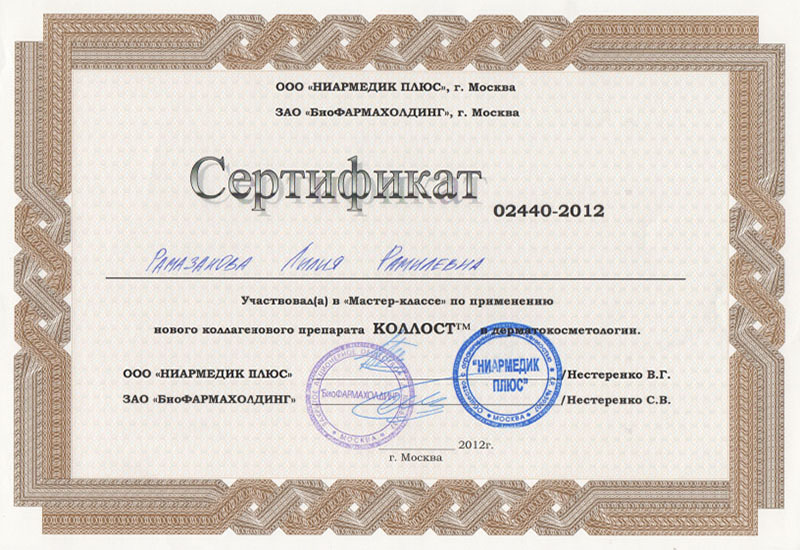 ООО «НИАРМЕДИК ПЛЮС», г. Москва
ЗАО «БиоФАРМАХОЛДИНГ», г. Москва
Сертификат
02440-2012
Рамазанова Лилия Рамилевна
Участвовал(а) в «Мастер-классе» по применению
нового коллагенового препарата КОЛЛОСТ™ в дерматокосметологии.
ООО «НИАРМЕДИК ПЛЮС» /Нестеренко В.Г.
ЗАО «БиоФАРМАХОЛДИНГ» /Нестеренко С.В.
2012г.
г. Москва
БиоФАРМАХОЛДИНГ
МОСКВА
"НИАРМЕДИК
ПЛЮС"
МОСКВА